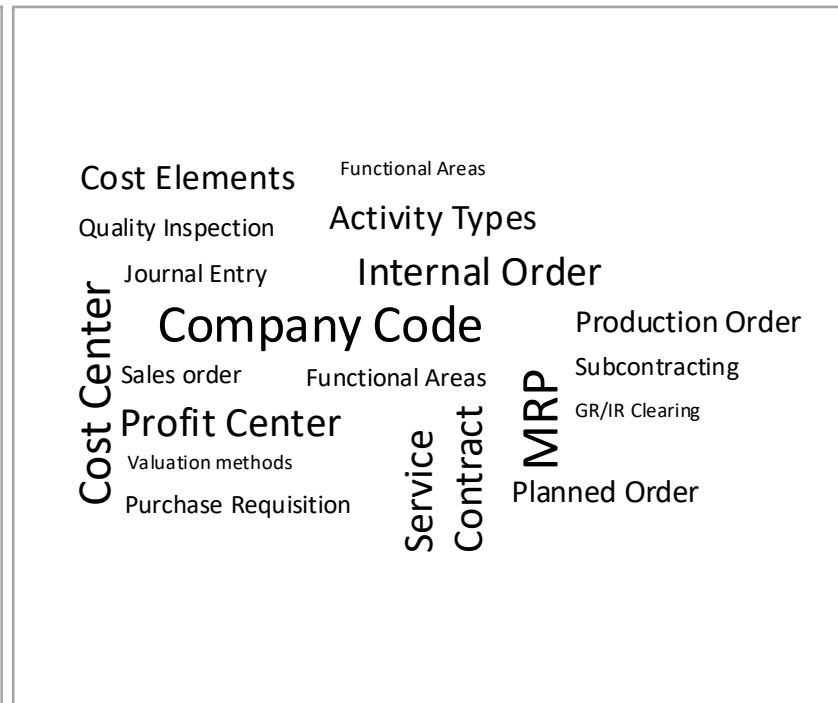 Cost Elements
Functional Areas
Quality Inspection
Activity Types
Journal Entry
Internal Order
Cost Center
Company Code
Production Order
Sales order
Functional Areas
Subcontracting
MRP
GR/IR Clearing
Profit Center
Service
Contract
Valuation methods
Planned Order
Purchase Requisition